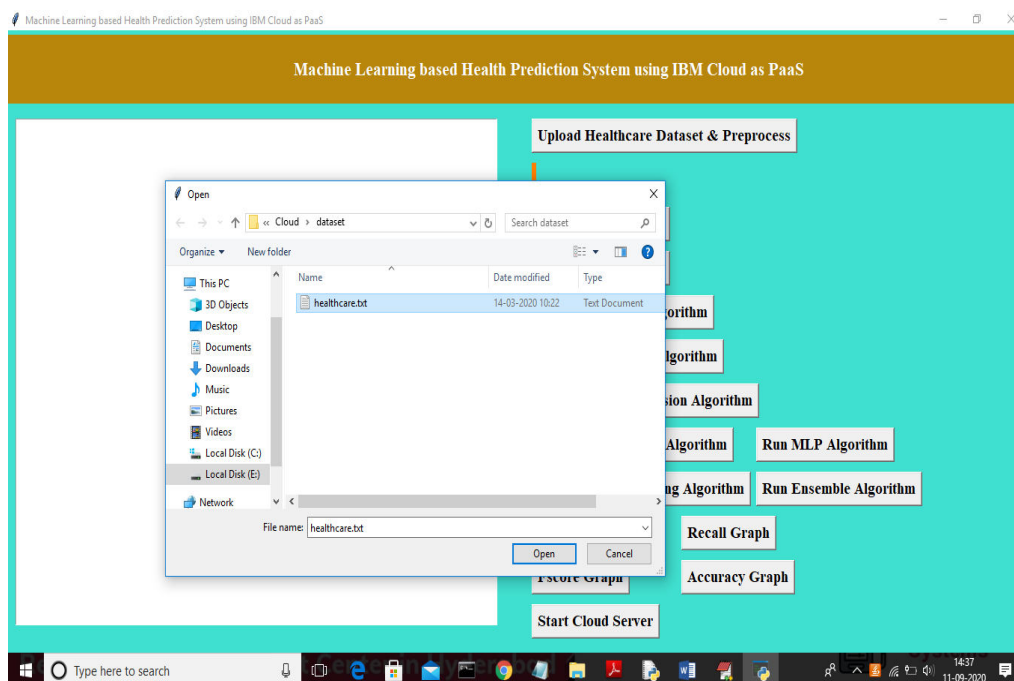 Machine Learning based Health Prediction System using IBM Cloud as PaaS
Machine Learning based Health Prediction System using IBM Cloud as PaaS
Upload Healthcare Dataset & Preprocess
Open
« Cloud › dataset
Search dataset
Organize
New folder
Name
Date modified
Type
This PC
3D Objects
Desktop
Documents
Downloads
Music
Pictures
Videos
Local Disk (C:)
Local Disk (E:)
Network
healthcare.txt
14-03-2020 10:22
Text Document
File name:
healthcare.txt
Open
Cancel
gorithm
lgorithm
sion Algorithm
Algorithm
Run MLP Algorithm
ng Algorithm
Run Ensemble Algorithm
Recall Graph
Fscore Graph
Accuracy Graph
Start Cloud Server
Type here to search
14:37
11-09-2020